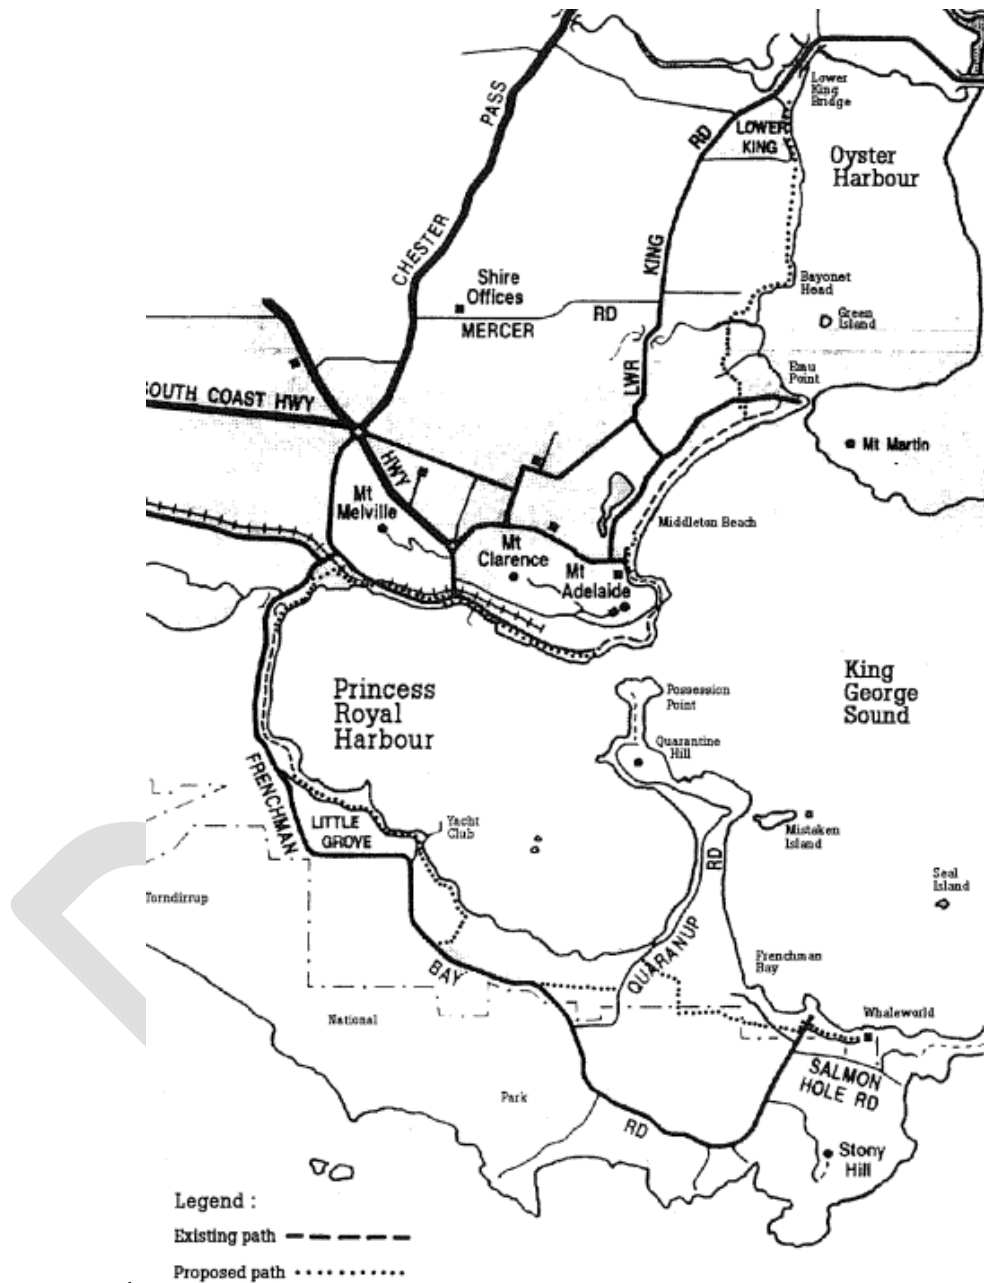 PASS
CHESTER
Lower
King
Bridge
RD
LOWER
KING
Oyster
Harbour
KING
Shire
Offices
MERCER
RD
Bayonet
Head
Green
Island
LWR
Emu
Point
SOUTH COAST HWY
HWY
Mt Martin
Mt
Melville
Middleton Beach
Mt
Clarence
Mt
Adelaide
King
George
Sound
Princess
Royal
Harbour
Possession
Point
Quarantine
Hill
FRENCHMAN
LITTLE
GROVE
Yacht
Club
Mistaken
Island
RD
Seal
Island
Torndirrup
QUARANUP
Frenchman
Bay
BAY
National
Whaleworld
SALMON
HOLE RD
Park
RD
Stony
Hill
Legend :
Existing path
Proposed path